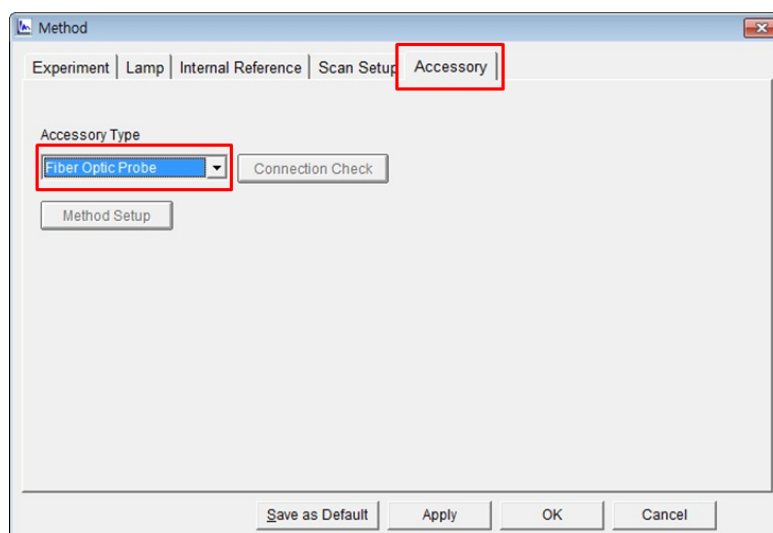 Method
Experiment Lamp Internal Reference Scan Setup Accessory
Accessory Type
Fiber Optic Probe Connection Check
Method Setup
Save as Default Apply OK Cancel